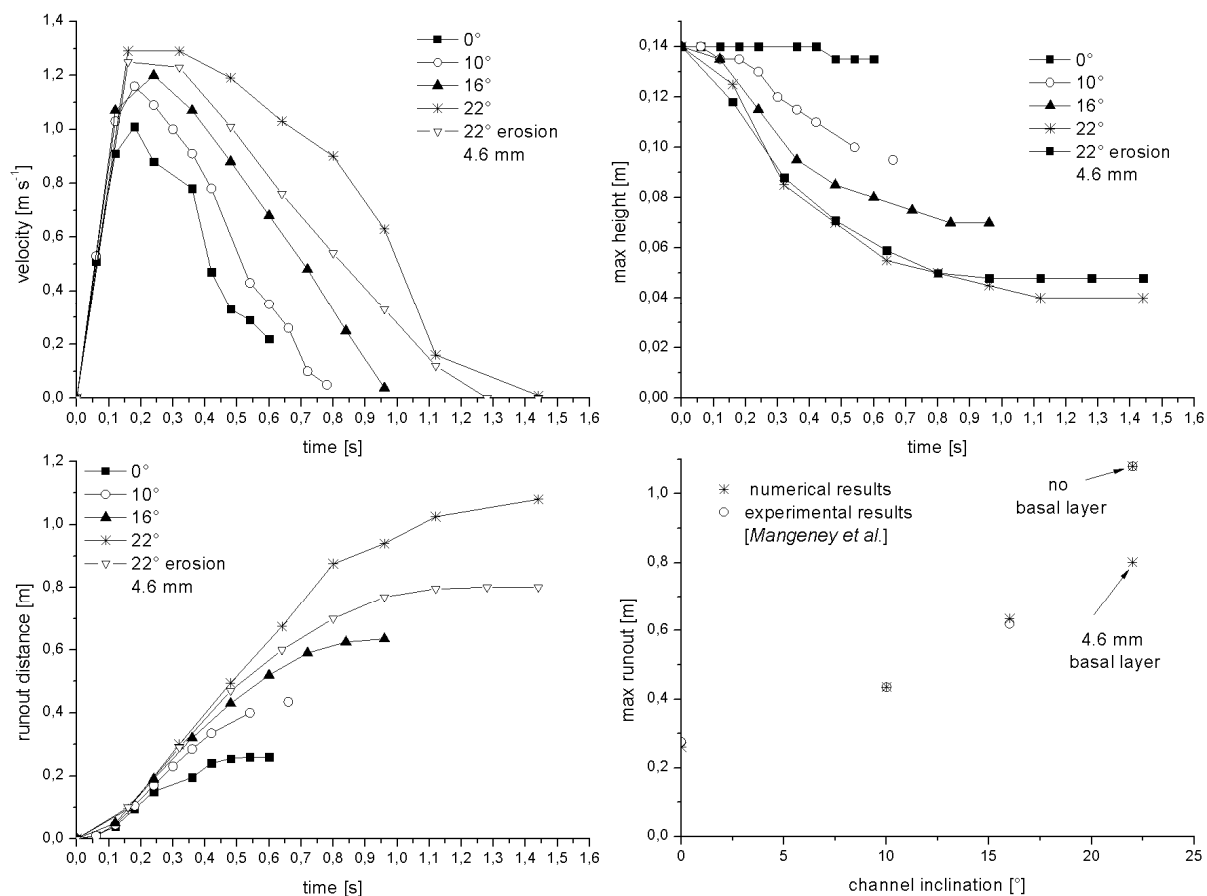 1,4
1,2
1,0
0,8
0,6
0,4
0,2
0,0
velocity [m s⁻¹]
0°
10°
16°
22°
22° erosion
4.6 mm
0,0 0,1 0,2 0,3 0,4 0,5 0,6 0,7 0,8 0,9 1,0 1,1 1,2 1,3 1,4 1,5 1,6
time [s]
0,14
0,12
0,10
0,08
0,06
0,04
0,02
0,00
max height [m]
0°
10°
16°
22°
22° erosion
4.6 mm
0,0 0,1 0,2 0,3 0,4 0,5 0,6 0,7 0,8 0,9 1,0 1,1 1,2 1,3 1,4 1,5 1,6
time [s]
1,2
1,0
0,8
0,6
0,4
0,2
0,0
runout distance [m]
0°
10°
16°
22°
22° erosion
4.6 mm
0,0 0,1 0,2 0,3 0,4 0,5 0,6 0,7 0,8 0,9 1,0 1,1 1,2 1,3 1,4 1,5 1,6
time [s]
1,0
0,8
0,6
0,4
0,2
0,0
max runout [m]
numerical results
experimental results
[Mangeney et al.]
no
basal layer
4.6 mm
basal layer
0 5 10 15 20 25
channel inclination [°]